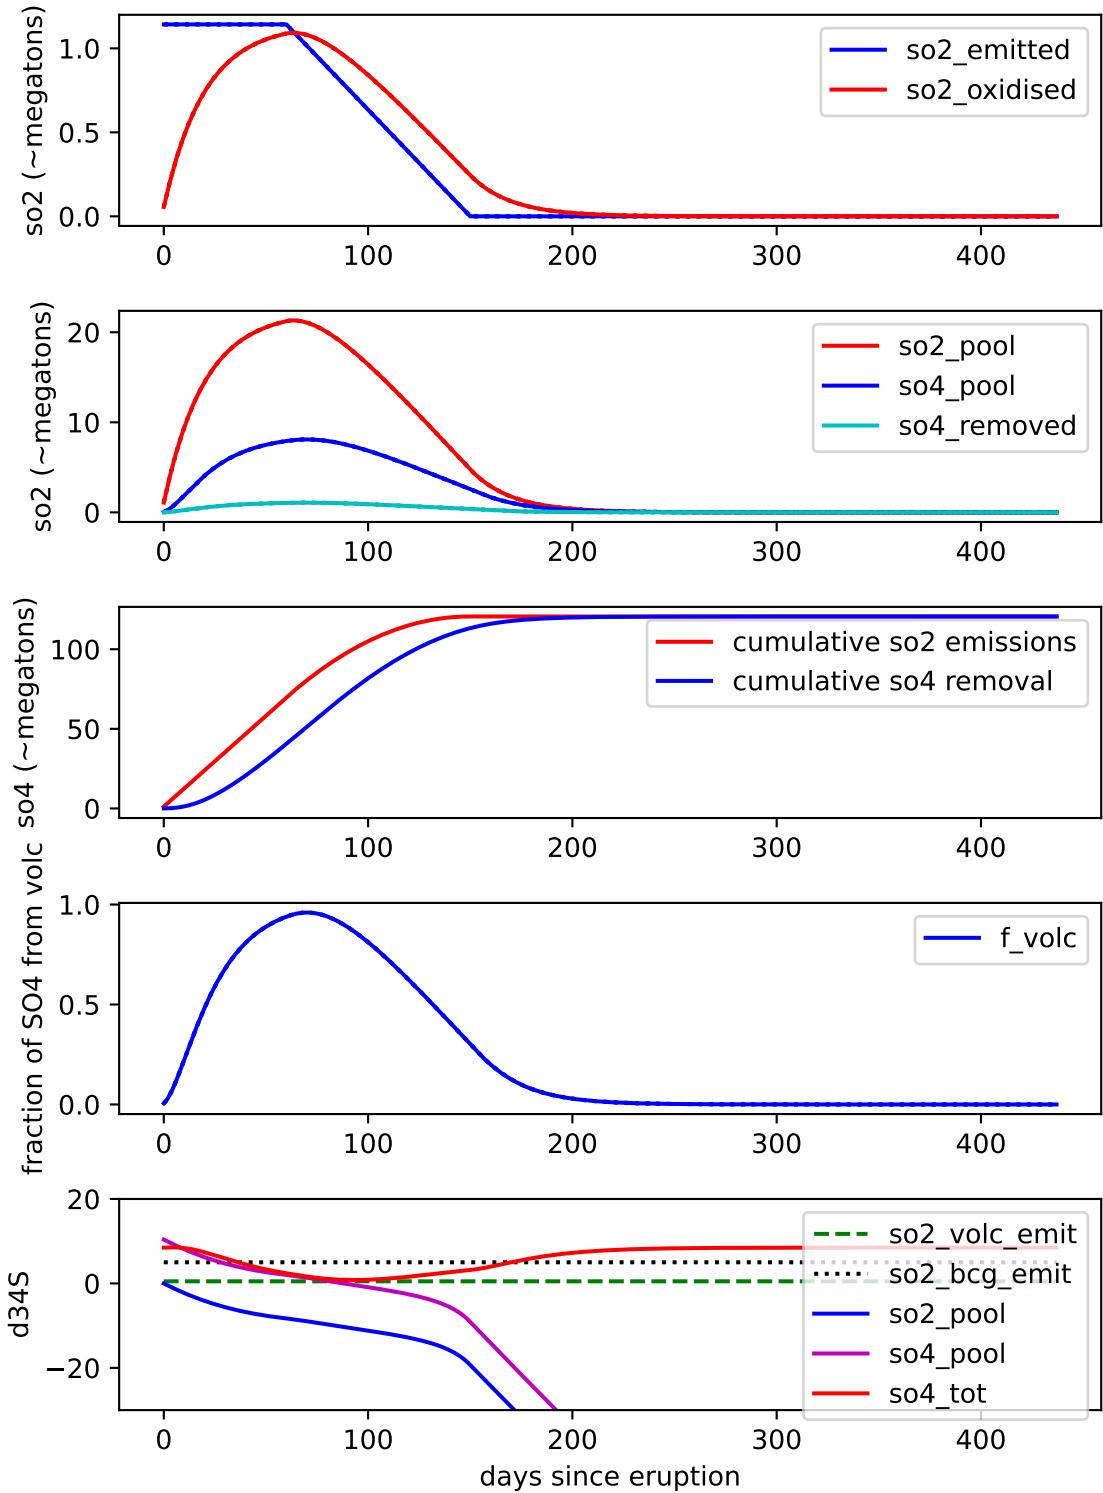 so2 (~megatons)
1.0
0.5
0.0
so2_emitted
so2_oxidised
0 100 200 300 400
so2 (~megatons)
20
10
0
so2_pool
so4_pool
so4_removed
0 100 200 300 400
so4 (~megatons)
100
50
0
cumulative so2 emissions
cumulative so4 removal
0 100 200 300 400
fraction of SO4 from volc
1.0
0.5
0.0
f_volc
0 100 200 300 400
d34S
20
0
−20
so2_volc_emit
so2_bcg_emit
so2_pool
so4_pool
so4_tot
0 100 200 300 400
days since eruption